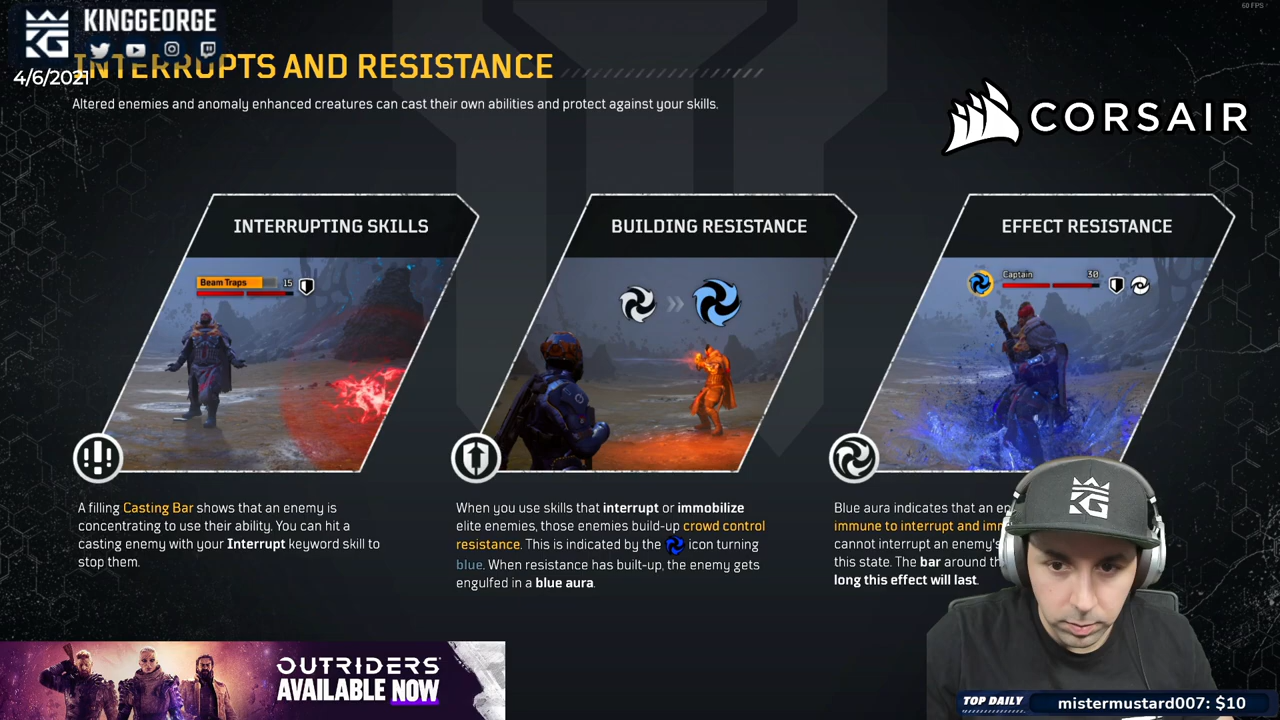 KINGGEORGE
60 FPS
4/6/2021
INTERRUPTS AND RESISTANCE
Altered enemies and anomaly enhanced creatures can cast their own abilities and protect against your skills.
CORSAIR
INTERRUPTING SKILLS
Beam Traps 15
A filling Casting Bar shows that an enemy is
concentrating to use their ability. You can hit a
casting enemy with your Interrupt keyword skill to
stop them.
BUILDING RESISTANCE
When you use skills that interrupt or immobilize
elite enemies, those enemies build-up crowd control
resistance. This is indicated by the icon turning
blue. When resistance has built-up, the enemy gets
engulfed in a blue aura.
EFFECT RESISTANCE
Captain 30
Blue aura indicates that an
immune to interrupt and
cannot interrupt an enemy's
this state. The bar around
long this effect will last.
OUTRIDERS
AVAILABLE NOW
TOP DAILY mistermustard007: $10